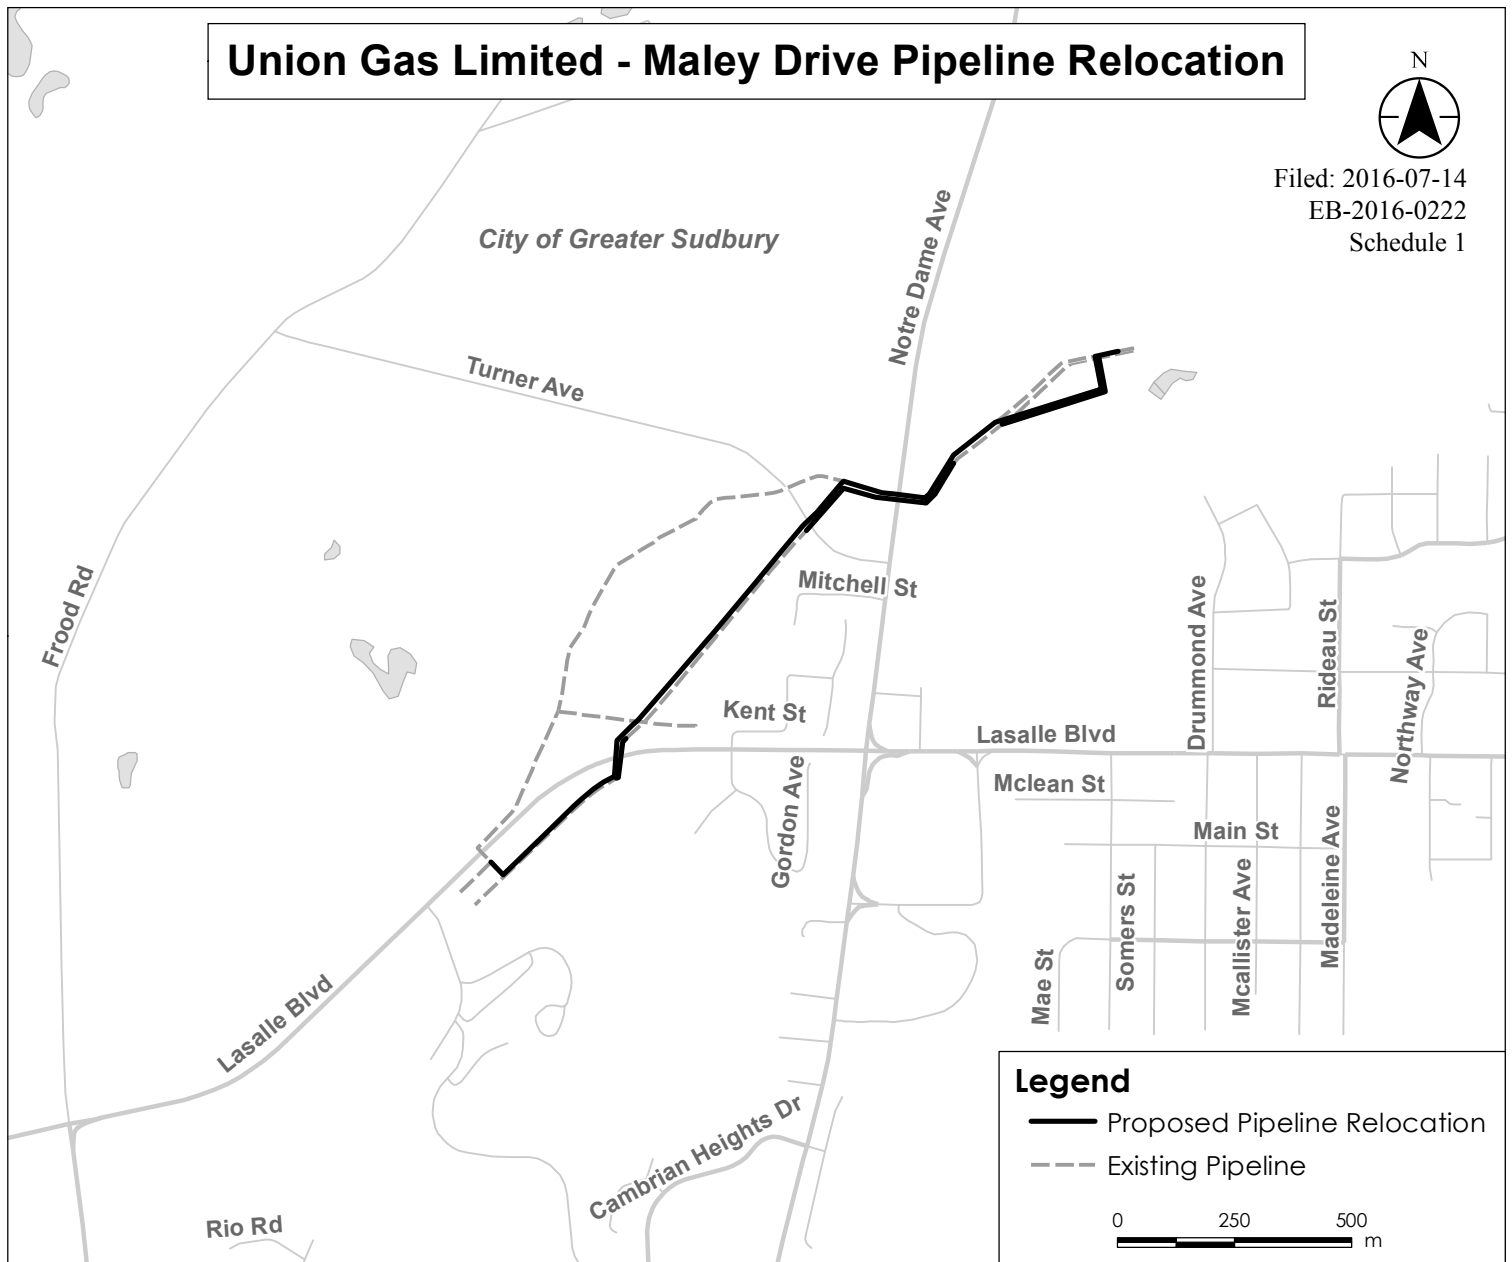 Union Gas Limited - Maley Drive Pipeline Relocation
N
Filed: 2016-07-14
EB-2016-0222
Schedule 1
City of Greater Sudbury
Notre Dame Ave
Turner Ave
Frood Rd
Mitchell St
Drummond Ave
Rideau St
Northway Ave
Kent St
Lasalle Blvd
Gordon Ave
Mclean St
Main St
Madeleine Ave
Somers St
Mcallister Ave
Mae St
Lasalle Blvd
Cambrian Heights Dr
Rio Rd
Legend
Proposed Pipeline Relocation
Existing Pipeline
0 250 500
m